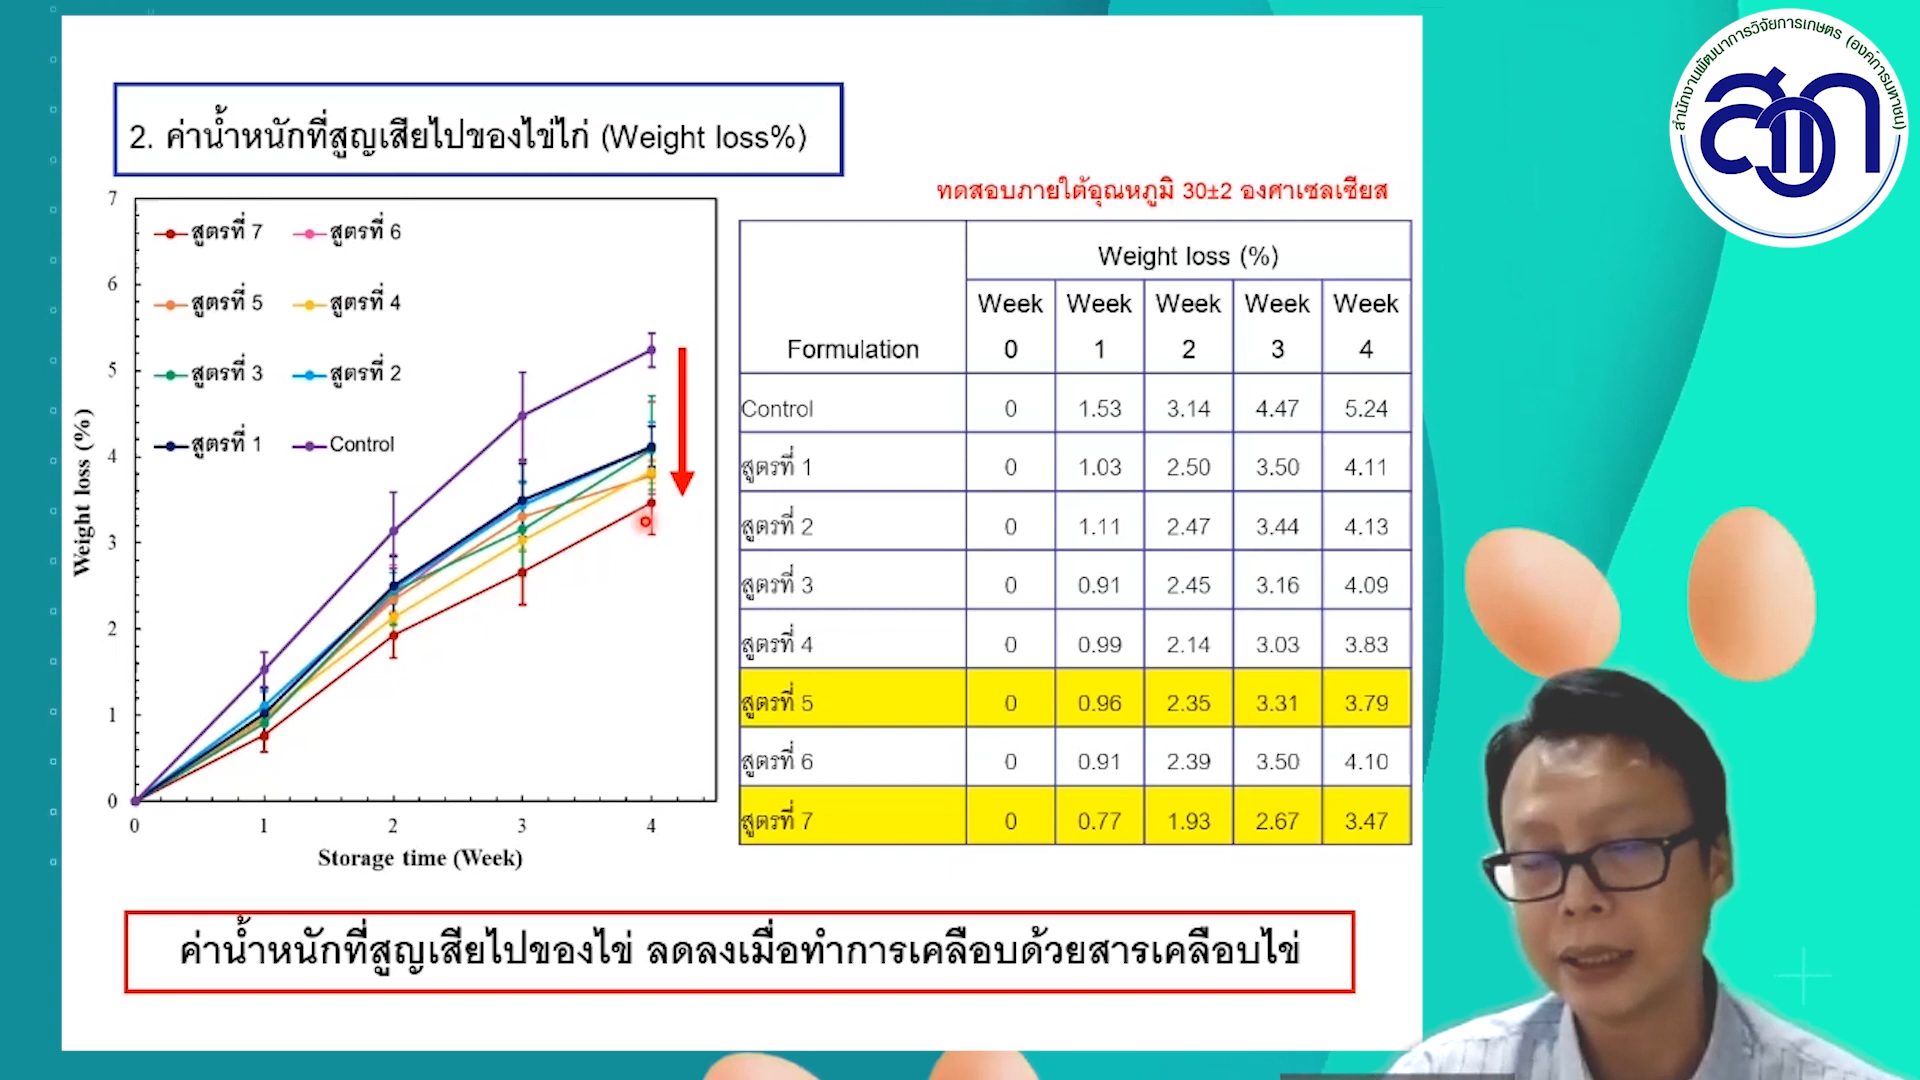 สำนักงานพัฒนาการวิจัยการเกษตร (องค์การมหาชน)
สวก
2. ค่าน้ำหนักที่สูญเสียไปของไข่ไก่ (Weight loss%)
ทดสอบภายใต้อุณหภูมิ 30±2 องศาเซลเซียส
7
6
5
4
3
2
1
0
Weight loss (%)
สูตรที่ 7 สูตรที่ 6
สูตรที่ 5 สูตรที่ 4
สูตรที่ 3 สูตรที่ 2
สูตรที่ 1 Control
0 1 2 3 4
Storage time (Week)
Weight loss (%)
Formulation Week 0 Week 1 Week 2 Week 3 Week 4
Control 0 1.53 3.14 4.47 5.24
สูตรที่ 1 0 1.03 2.50 3.50 4.11
สูตรที่ 2 0 1.11 2.47 3.44 4.13
สูตรที่ 3 0 0.91 2.45 3.16 4.09
สูตรที่ 4 0 0.99 2.14 3.03 3.83
สูตรที่ 5 0 0.96 2.35 3.31 3.79
สูตรที่ 6 0 0.91 2.39 3.50 4.10
สูตรที่ 7 0 0.77 1.93 2.67 3.47
ค่าน้ำหนักที่สูญเสียไปของไข่ ลดลงเมื่อทำการเคลือบด้วยสารเคลือบไข่